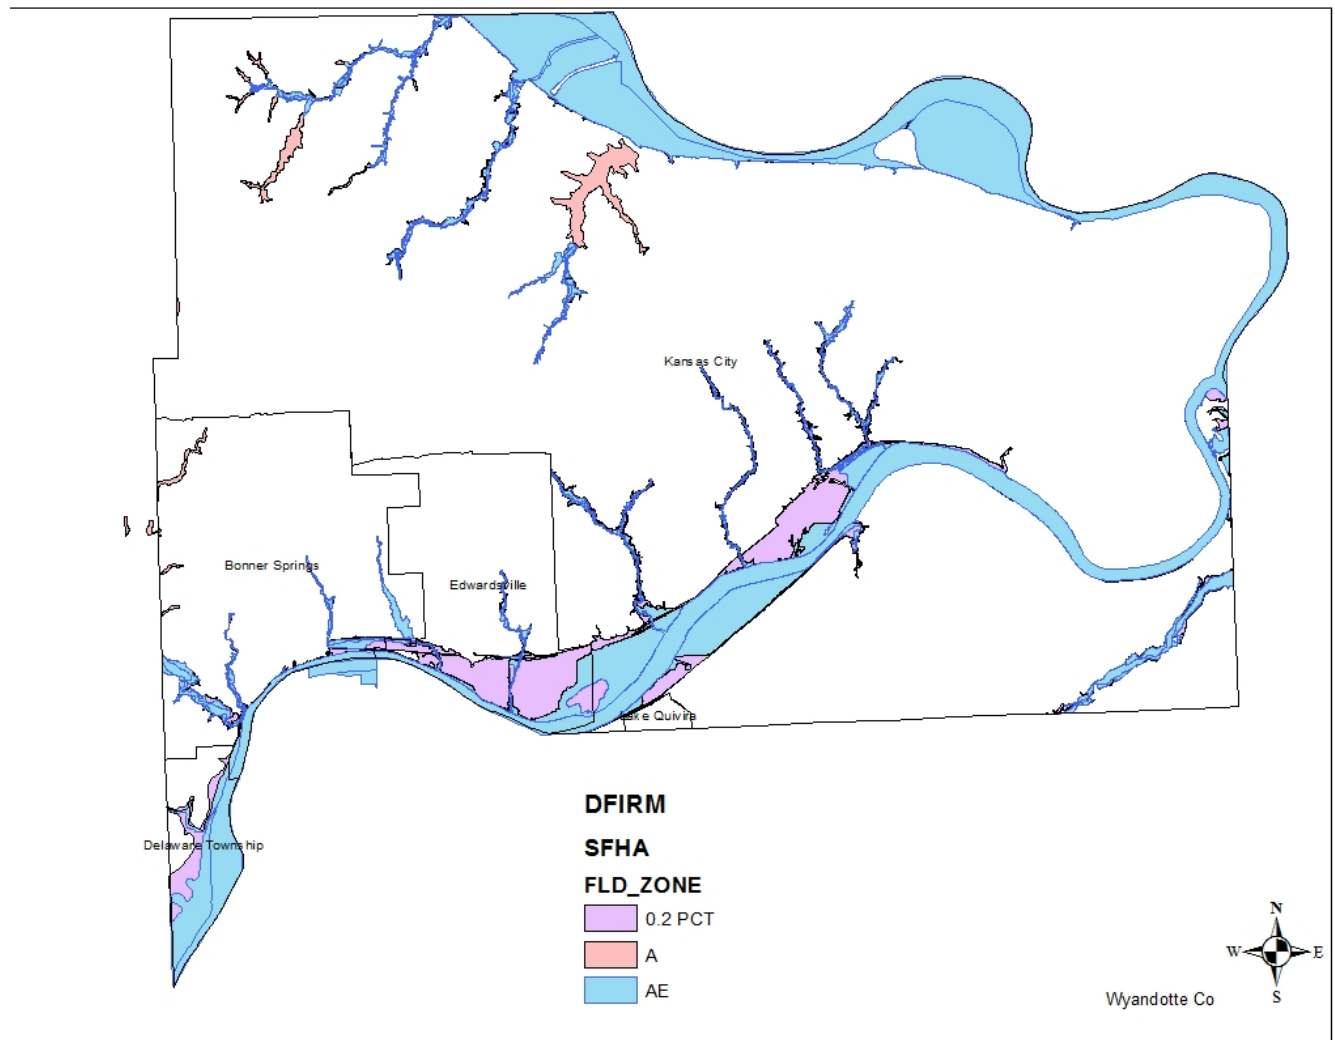 Kansas City
Bonner Springs
Edwardsville
Lake Quivira
Delaware Township
DFIRM
SFHA
FLD_ZONE
0.2 PCT
A
AE
N
W E
S
Wyandotte Co